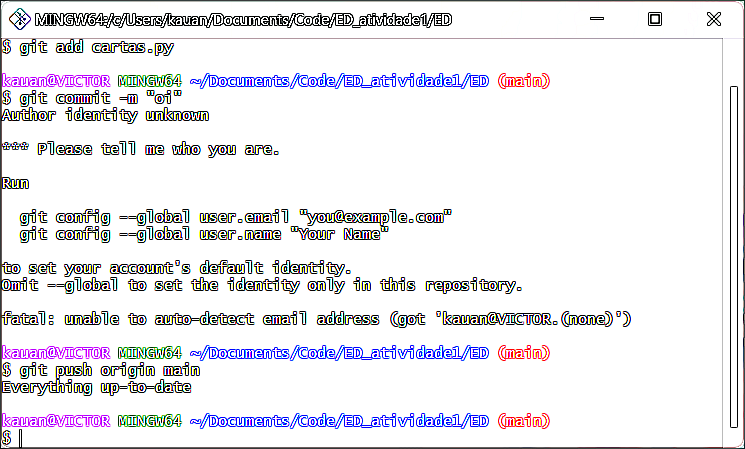 MINGW64:/c/Users/kauan/Documents/Code/ED_atividade1/ED
$ git add cartas.py
kauan@VICTOR MINGW64 ~/Documents/Code/ED_atividade1/ED (main)
$ git commit -m "oi"
Author identity unknown
*** Please tell me who you are.
Run
git config --global user.email "you@example.com"
git config --global user.name "Your Name"
to set your account's default identity.
Omit --global to set the identity only in this repository.
fatal: unable to auto-detect email address (got 'kauan@VICTOR.(none)')
kauan@VICTOR MINGW64 ~/Documents/Code/ED_atividade1/ED (main)
$ git push origin main
Everything up-to-date
kauan@VICTOR MINGW64 ~/Documents/Code/ED_atividade1/ED (main)
$